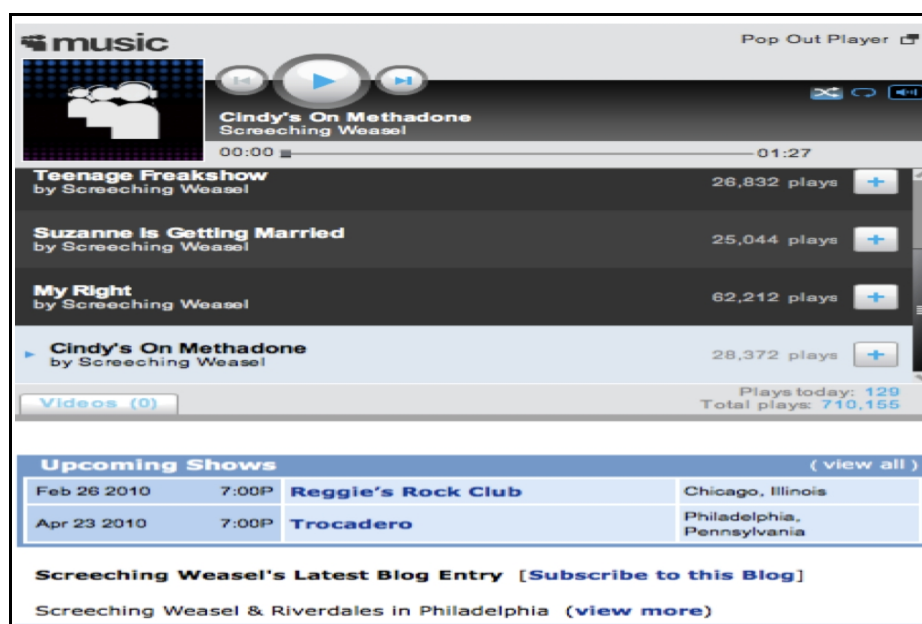 music
Pop Out Player
Cindy's On Methadone
Screeching Weasel
00:00 01:27
Teenage Freakshow
by Screeching Weasel 26,832 plays
Suzanne Is Getting Married
by Screeching Weasel 25,044 plays
My Right
by Screeching Weasel 62,212 plays
Cindy's On Methadone
by Screeching Weasel 28,372 plays
Videos (0)
Plays today: 129
Total plays: 710,155
Upcoming Shows (view all)
Feb 26 2010 7:00P Reggie's Rock Club Chicago, Illinois
Apr 23 2010 7:00P Trocadero Philadelphia,
Pennsylvania
Screeching Weasel's Latest Blog Entry [Subscribe to this Blog]
Screeching Weasel & Riverdales in Philadelphia (view more)